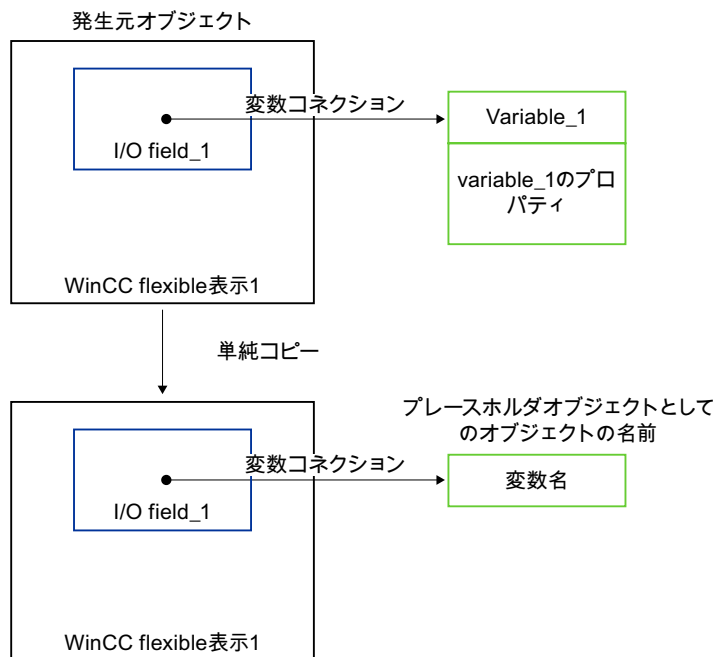 発生元オブジェクト
変数コネクション
Variable_1
I/O field_1
variable_1のプロ
パティ
WinCC flexible表示1
単純コピー
プレースホルダオブジェクトとして
のオブジェクトの名前
変数コネクション
変数名
I/O field_1
WinCC flexible表示1